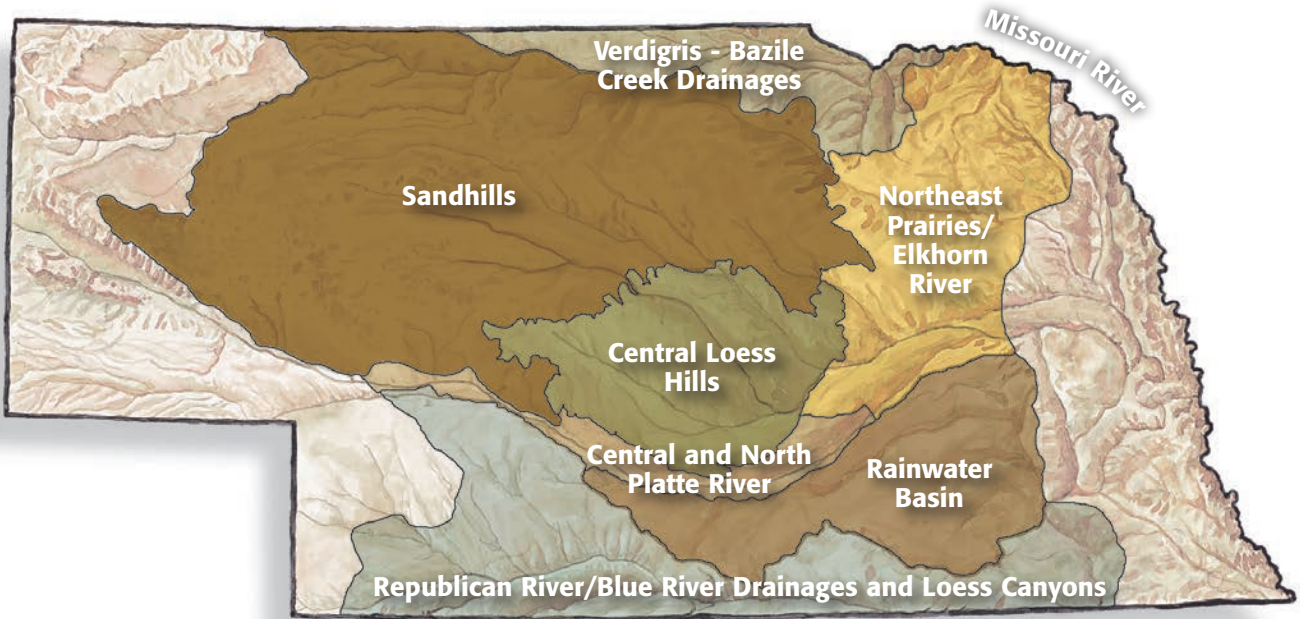 Missouri River
Verdigris - Bazile
Creek Drainages
Sandhills
Northeast
Prairies/
Elkhorn
River
Central Loess
Hills
Central and North
Platte River
Rainwater
Basin
Republican River/Blue River Drainages and Loess Canyons